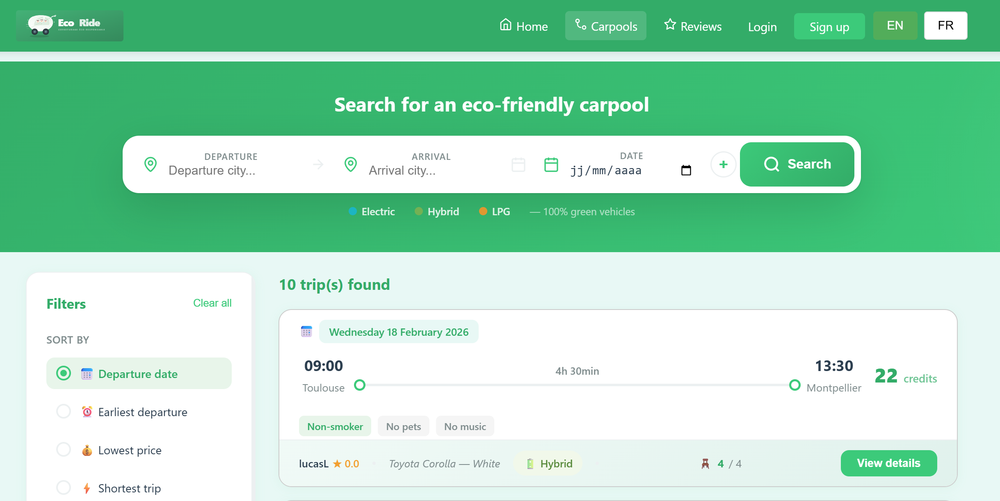 Eco Ride
COVOITURAGE ÉCO-RESPONSABLE
Home
Carpools
Reviews
Login
Sign up
EN
FR
Search for an eco-friendly carpool
DEPARTURE
Departure city...
ARRIVAL
Arrival city...
DATE
jj/mm/aaaa
+
Search
Electric
Hybrid
LPG
— 100% green vehicles
Filters
Clear all
SORT BY
Departure date
Earliest departure
Lowest price
Shortest trip
10 trip(s) found
Wednesday 18 February 2026
09:00
Toulouse
4h 30min
13:30
Montpellier
22 credits
Non-smoker
No pets
No music
lucasL ★ 0.0
Toyota Corolla — White
Hybrid
4 / 4
View details